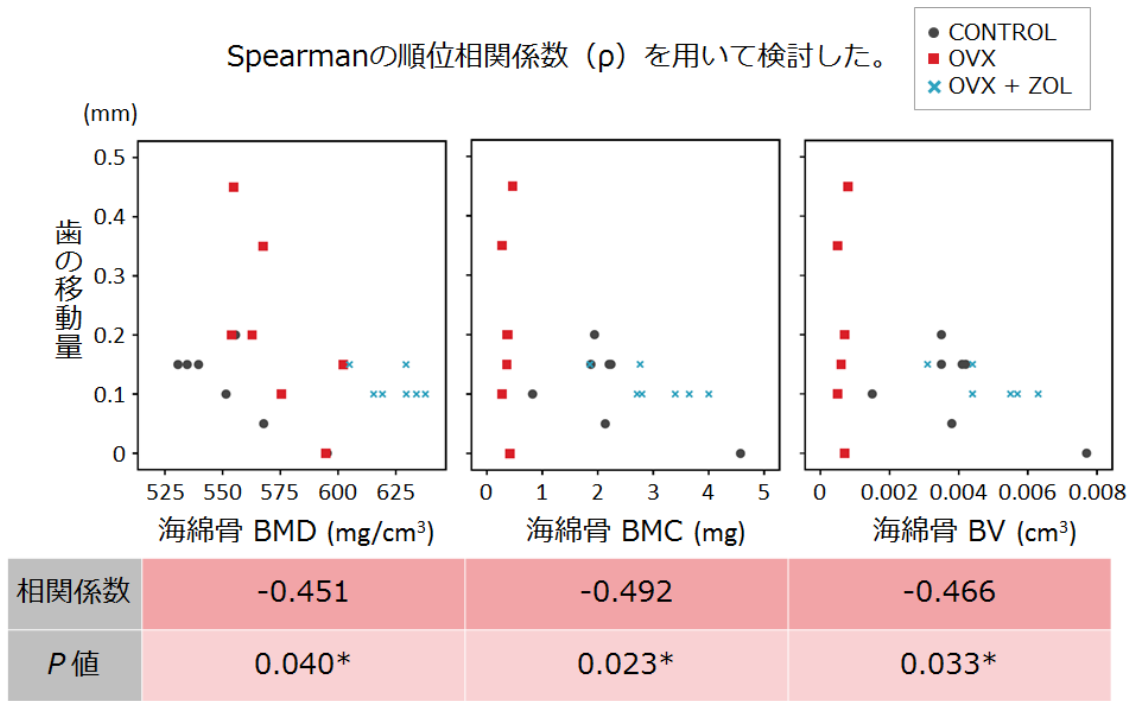 Spearmanの順位相関係数（ρ）を用いて検討した。
CONTROL
OVX
OVX + ZOL
(mm)
歯の移動量
0.5
0.4
0.3
0.2
0.1
0
525 550 575 600 625
0 1 2 3 4 5
0 0.002 0.004 0.006 0.008
海綿骨 BMD (mg/cm³)
海綿骨 BMC (mg)
海綿骨 BV (cm³)
相関係数 -0.451 -0.492 -0.466
P 値 0.040* 0.023* 0.033*